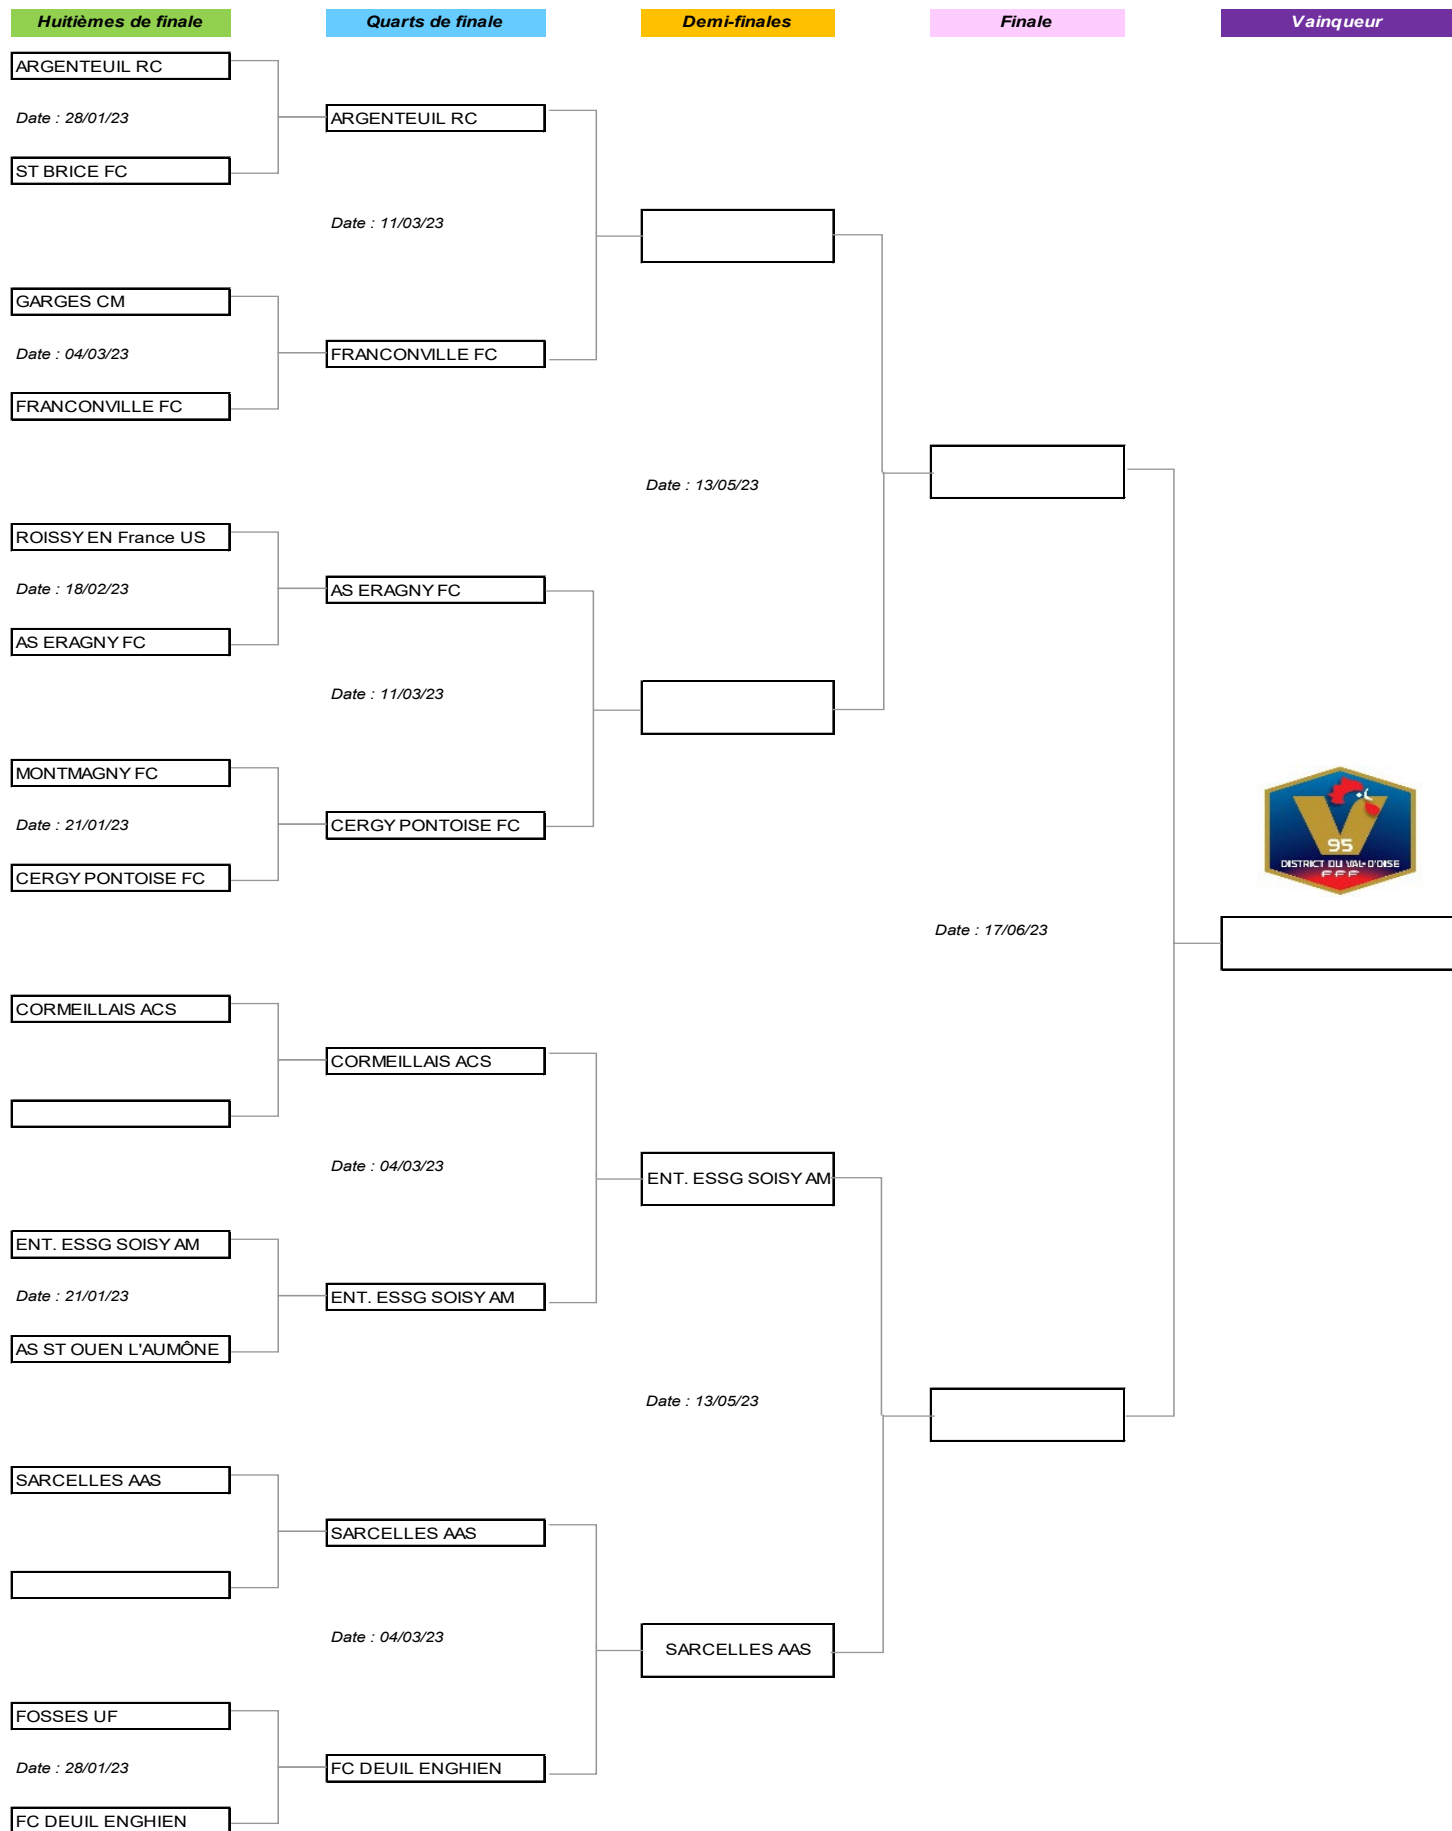 Huitièmes de finale
Quarts de finale
Demi-finales
Finale
Vainqueur
ARGENTEUIL RC
Date : 28/01/23
ARGENTEUIL RC
ST BRICE FC
Date : 11/03/23
GARGES CM
Date : 04/03/23
FRANCONVILLE FC
FRANCONVILLE FC
Date : 13/05/23
ROISSY EN France US
Date : 18/02/23
AS ERAGNY FC
AS ERAGNY FC
Date : 11/03/23
MONTMAGNY FC
Date : 21/01/23
CERGY PONTOISE FC
CERGY PONTOISE FC
95
DISTRICT DU VAL-D'OISE
FFF
Date : 17/06/23
CORMEILLAIS ACS
CORMEILLAIS ACS
Date : 04/03/23
ENT. ESSG SOISY AM
ENT. ESSG SOISY AM
Date : 21/01/23
ENT. ESSG SOISY AM
AS ST OUEN L'AUMÔNE
Date : 13/05/23
SARCELLES AAS
SARCELLES AAS
Date : 04/03/23
SARCELLES AAS
FOSSES UF
Date : 28/01/23
FC DEUIL ENGHIEN
FC DEUIL ENGHIEN